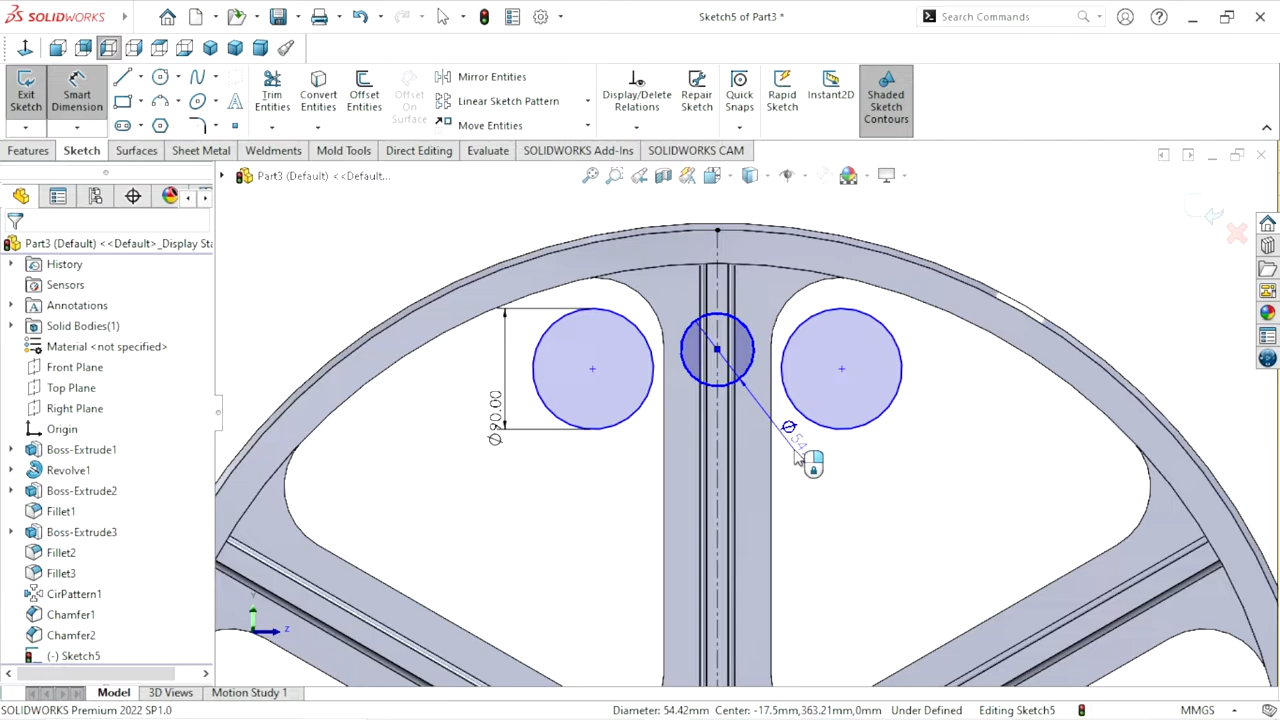 SOLIDWORKS
Sketch5 of Part3 *
Search Commands
Exit Sketch
Smart Dimension
Trim Entities
Convert Entities
Offset Entities
Offset On Surface
Mirror Entities
Linear Sketch Pattern
Move Entities
Display/Delete Relations
Repair Sketch
Quick Snaps
Rapid Sketch
Instant2D
Shaded Sketch Contours
Features
Sketch
Surfaces
Sheet Metal
Weldments
Mold Tools
Direct Editing
Evaluate
SOLIDWORKS Add-Ins
SOLIDWORKS CAM
Part3 (Default) <<Default...
Part3 (Default) <<Default>_Display Sta
History
Sensors
Annotations
Solid Bodies(1)
Material <not specified>
Front Plane
Top Plane
Right Plane
Origin
Boss-Extrude1
Revolve1
Boss-Extrude2
Fillet1
Boss-Extrude3
Fillet2
Fillet3
CirPattern1
Chamfer1
Chamfer2
(-) Sketch5
Ø90.00
Ø54
Y
Z
Model
3D Views
Motion Study 1
SOLIDWORKS Premium 2022 SP1.0
Diameter: 54.42mm
Center: -17.5mm,363.21mm,0mm
Under Defined
Editing Sketch5
MMGS